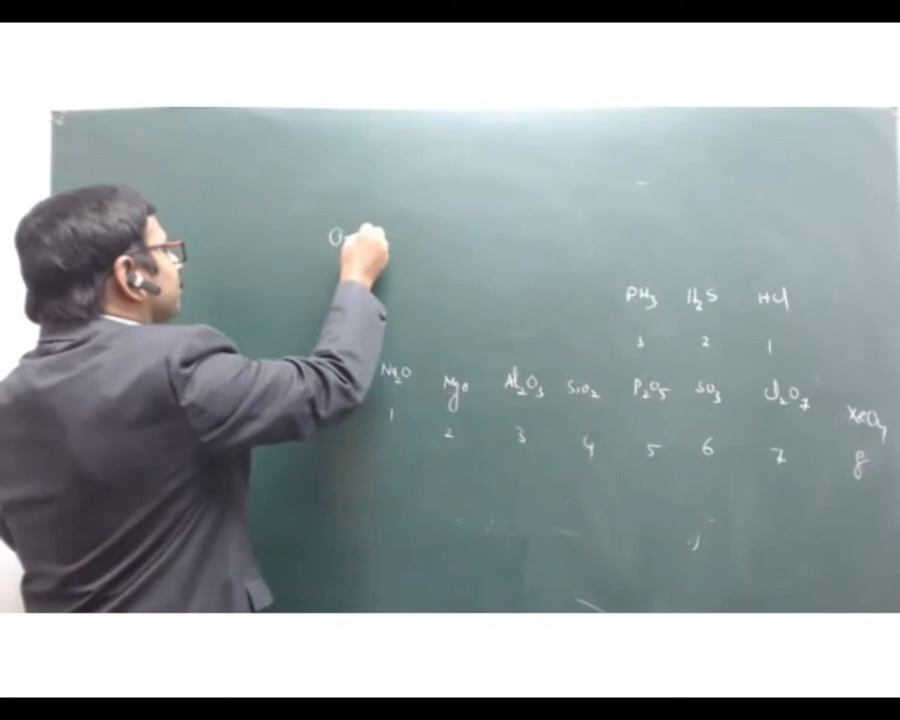 O
PH3 H2S HCl
3 2 1
Na2O MgO Al2O3 SiO2 P2O5 SO3 Cl2O7 XeO4
1 2 3 4 5 6 7 8